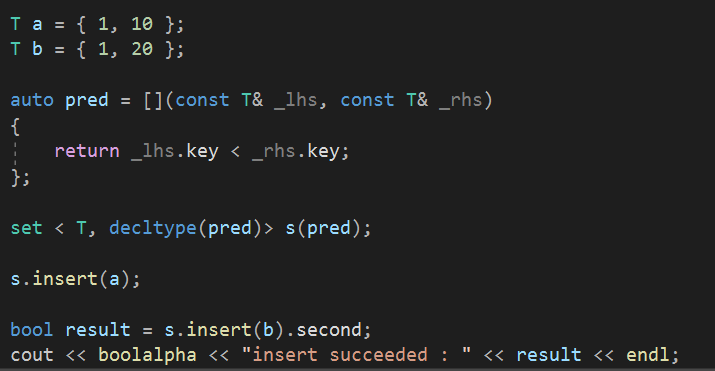 T a = { 1, 10 };
T b = { 1, 20 };
auto pred = [](const T& _lhs, const T& _rhs)
{
return _lhs.key < _rhs.key;
};
set < T, decltype(pred)> s(pred);
s.insert(a);
bool result = s.insert(b).second;
cout << boolalpha << "insert succeeded : " << result << endl;